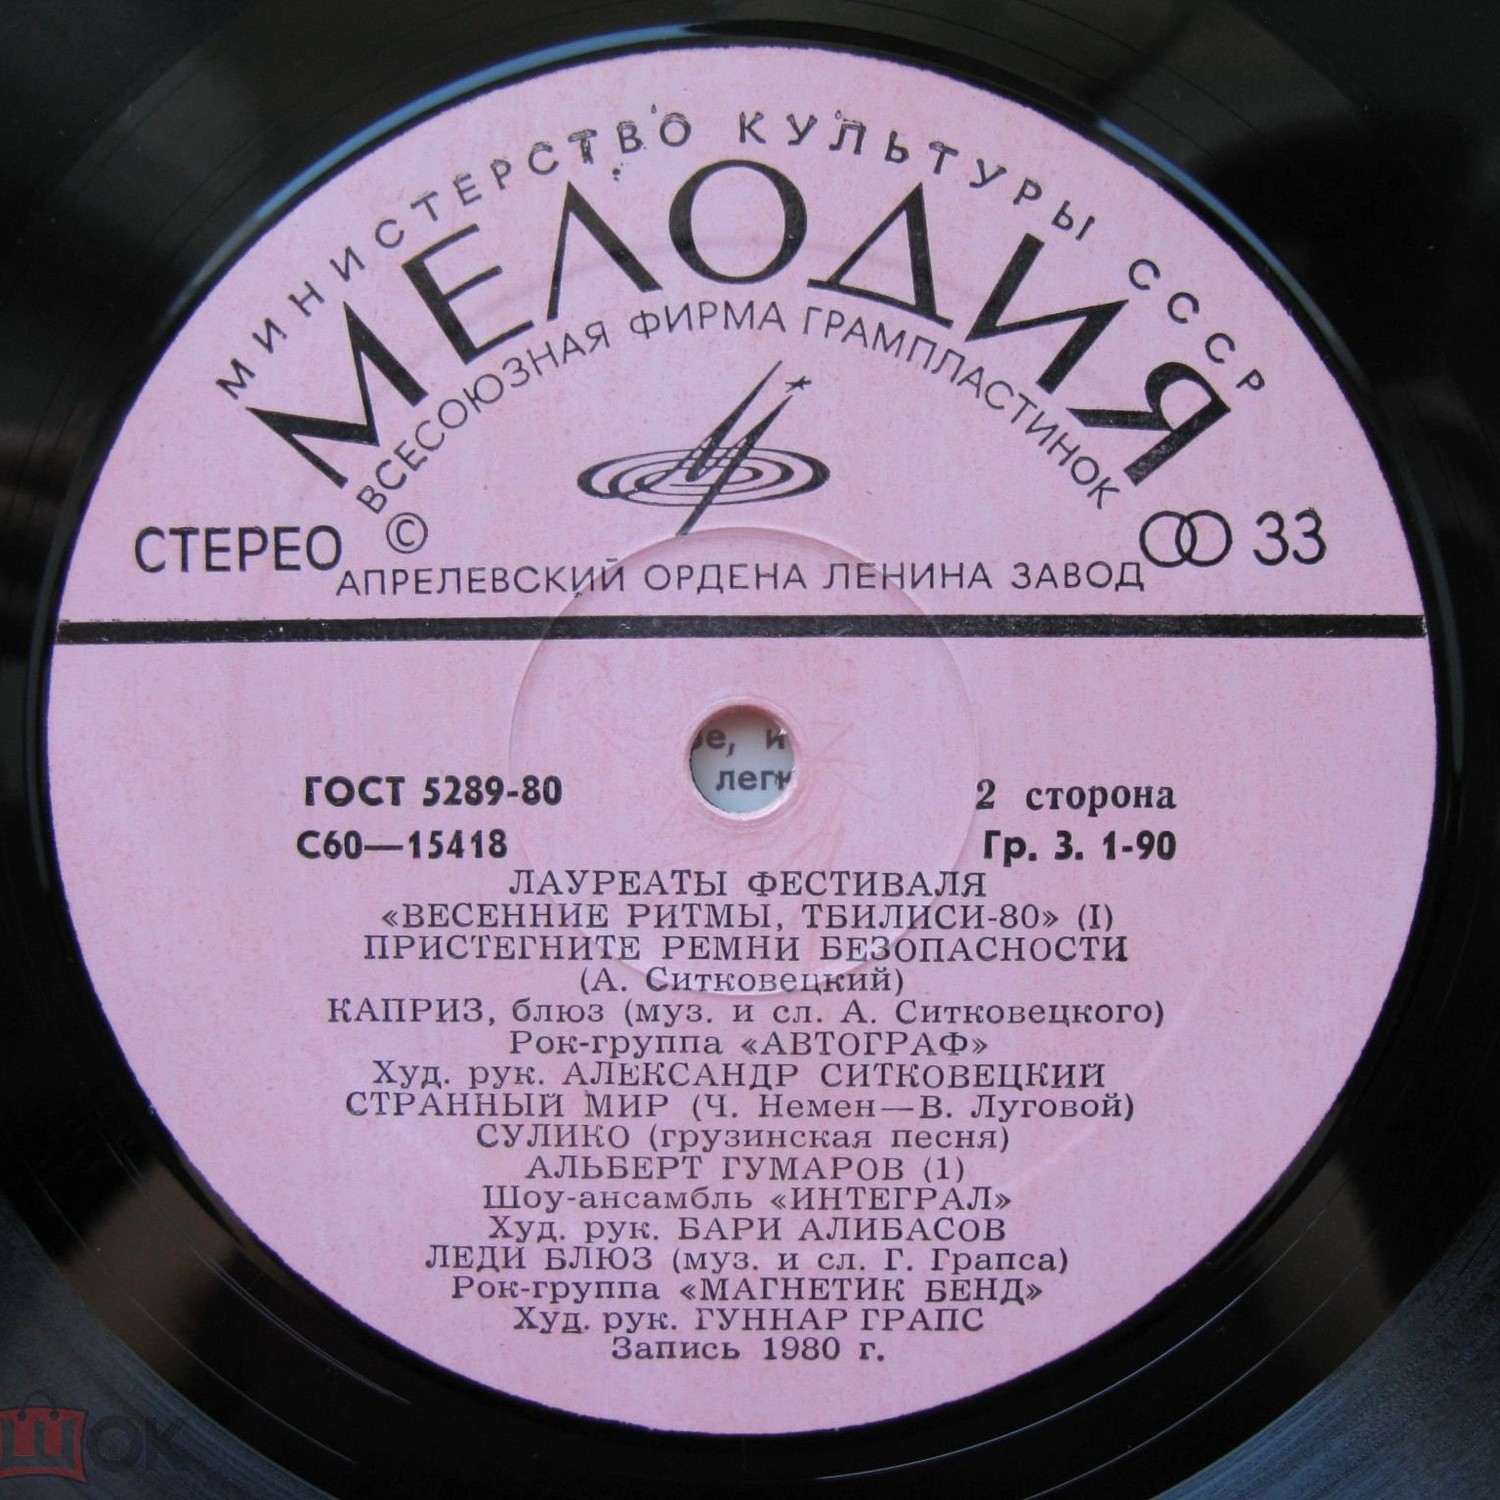 МИНИСТЕРСТВО КУЛЬТУРЫ СССР
МЕЛОДИЯ
ВСЕСОЮЗНАЯ ФИРМА ГРАМПЛАСТИНОК
СТЕРЕО © 33
АПРЕЛЕВСКИЙ ОРДЕНА ЛЕНИНА ЗАВОД
ГОСТ 5289-80 2 сторона
С60—15418 Гр. 3. 1-90
ЛАУРЕАТЫ ФЕСТИВАЛЯ
«ВЕСЕННИЕ РИТМЫ, ТБИЛИСИ-80» (I)
ПРИСТЕГНИТЕ РЕМНИ БЕЗОПАСНОСТИ
(А. Ситковецкий)
КАПРИЗ, блюз (муз. и сл. А. Ситковецкого)
Рок-группа «АВТОГРАФ»
Худ. рук. АЛЕКСАНДР СИТКОВЕЦКИЙ
СТРАННЫЙ МИР (Ч. Немен—В. Луговой)
СУЛИКО (грузинская песня)
АЛЬБЕРТ ГУМАРОВ (1)
Шоу-ансамбль «ИНТЕГРАЛ»
Худ. рук. БАРИ АЛИБАСОВ
ЛЕДИ БЛЮЗ (муз. и сл. Г. Грапса)
Рок-группа «МАГНЕТИК БЕНД»
Худ. рук. ГУННАР ГРАПС
Запись 1980 г.
ШОК